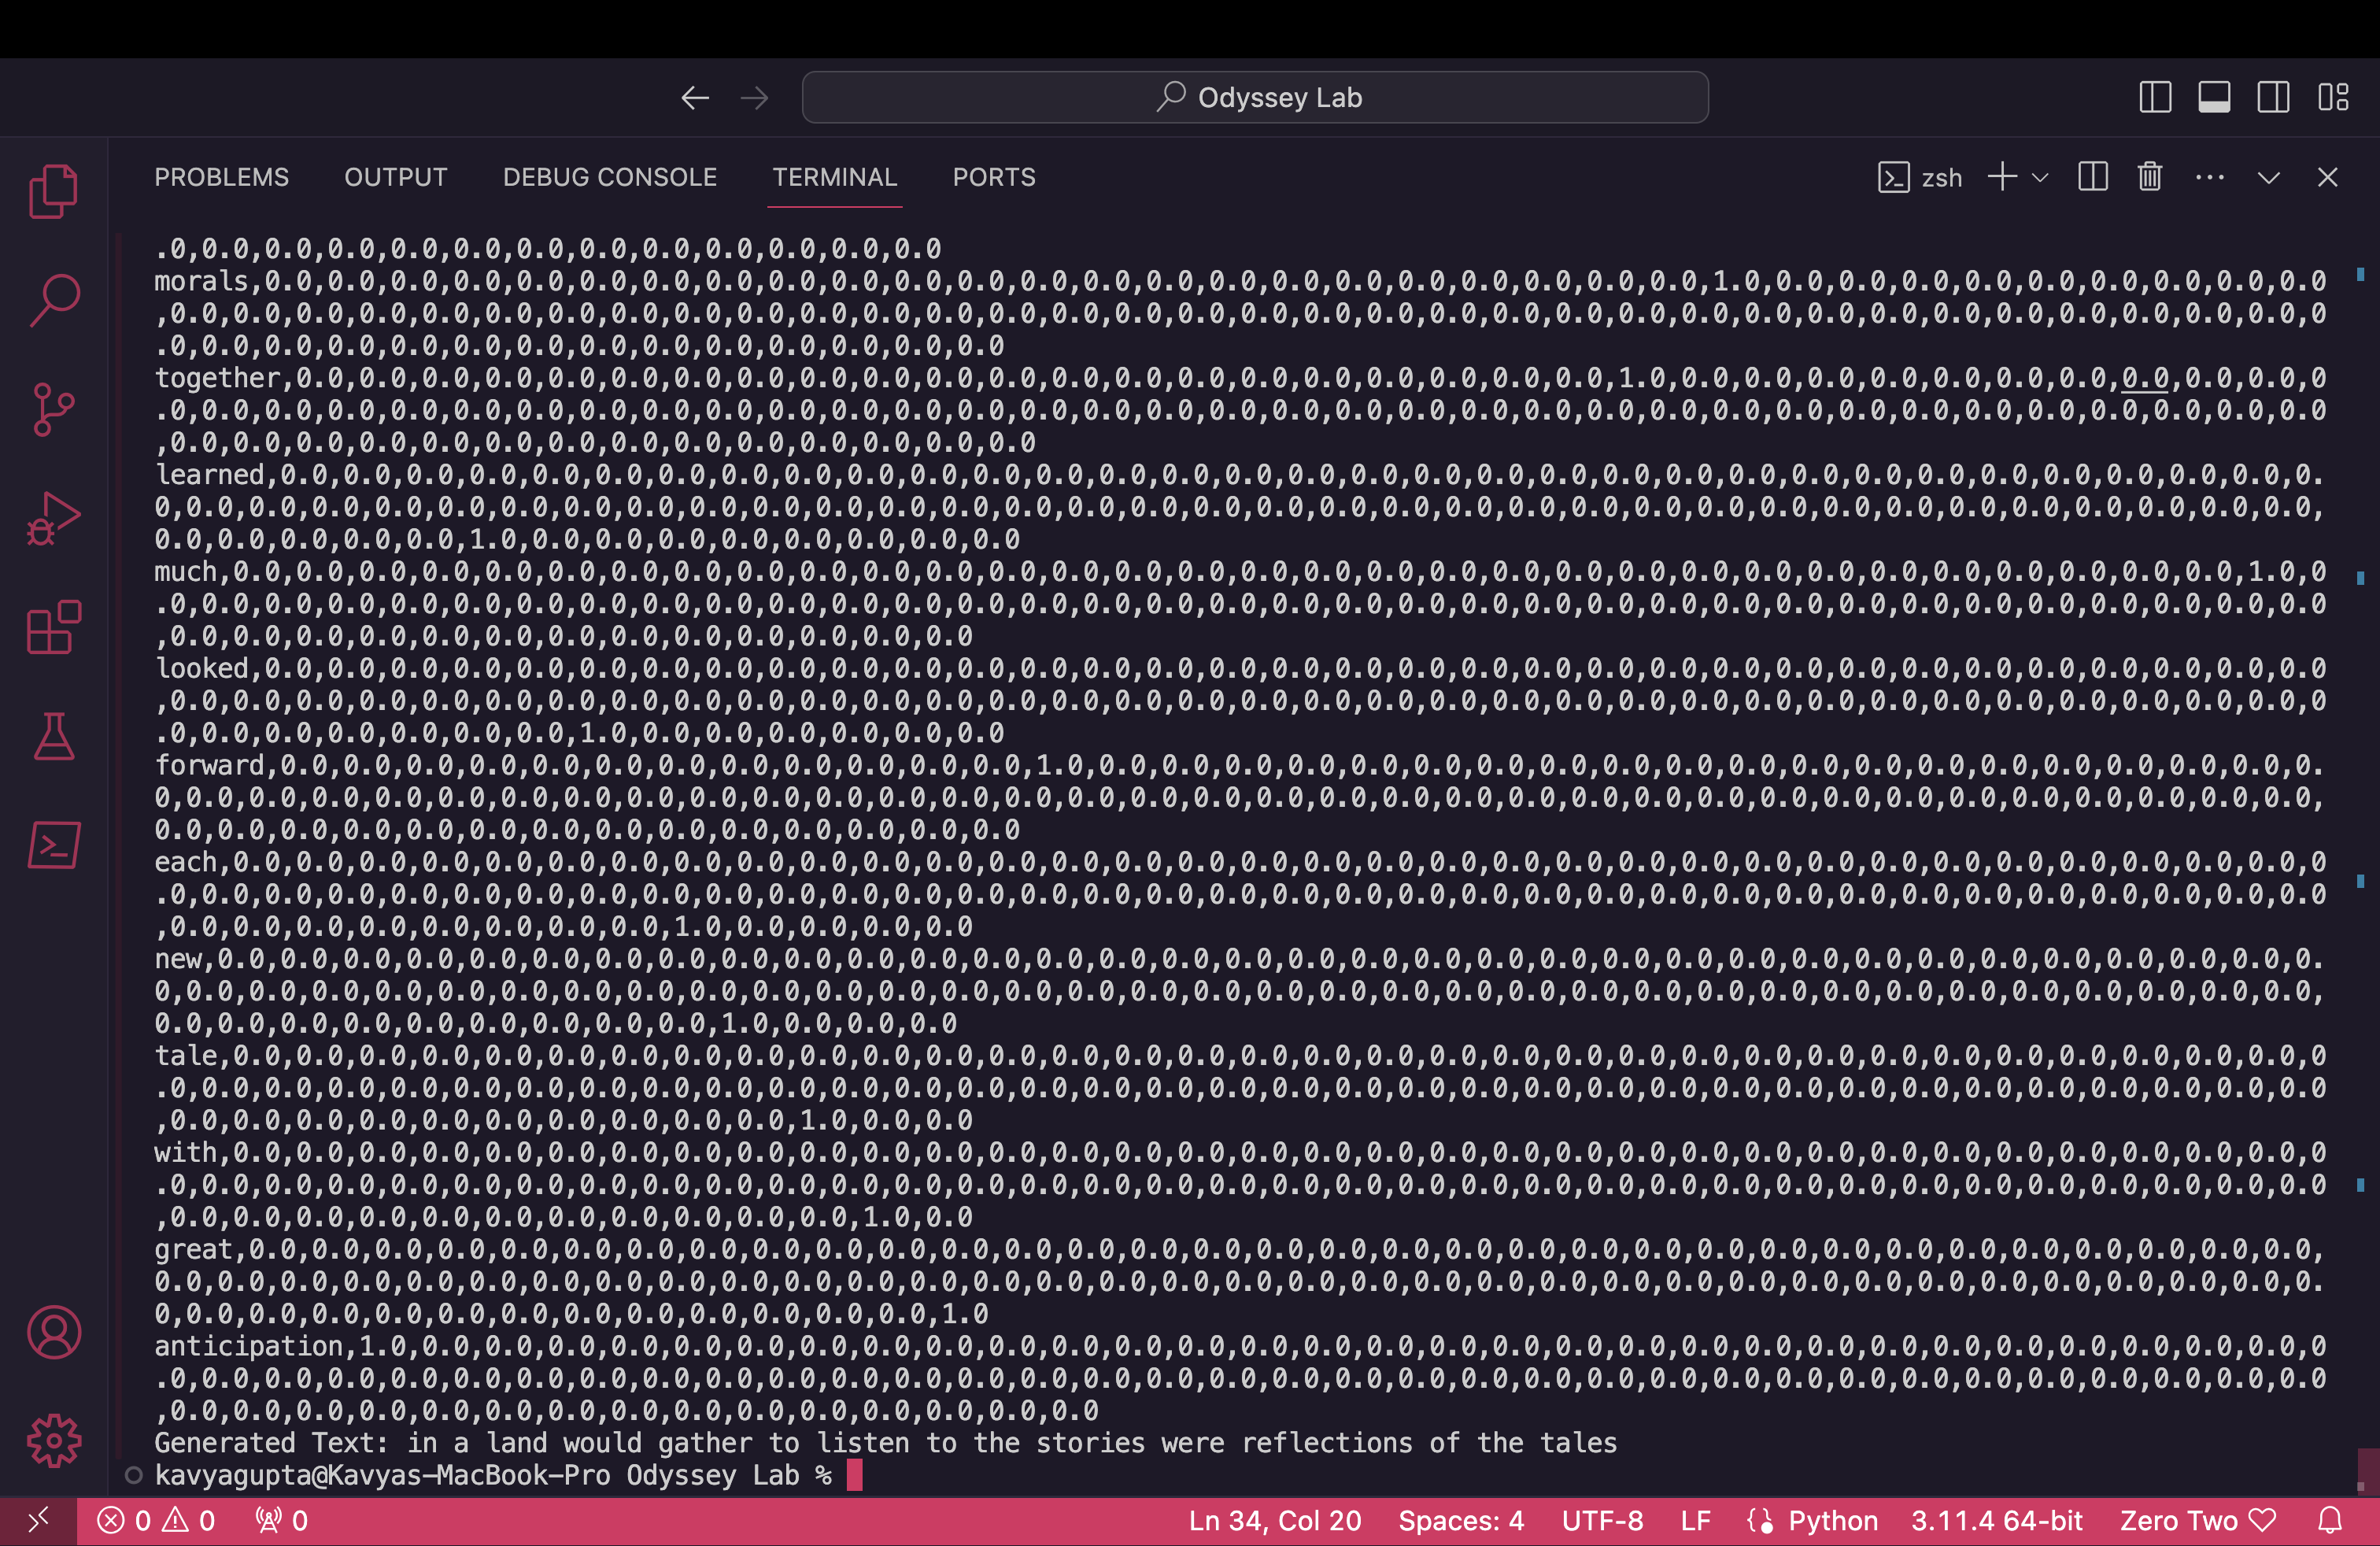 PROBLEMS OUTPUT DEBUG CONSOLE TERMINAL PORTS zsh
Odyssey Lab
.0,0.0,0.0,0.0,0.0,0.0,0.0,0.0,0.0,0.0,0.0,0.0,0.0
morals,0.0,0.0,0.0,0.0,0.0,0.0,0.0,0.0,0.0,0.0,0.0,0.0,0.0,0.0,0.0,0.0,0.0,0.0,0.0,0.0,0.0,0.0,0.0,1.0,0.0,0.0,0.0,0.0,0.0,0.0,0.0,0.0,0.0
,0.0,0.0,0.0,0.0,0.0,0.0,0.0,0.0,0.0,0.0,0.0,0.0,0.0,0.0,0.0,0.0,0.0,0.0,0.0,0.0,0.0,0.0,0.0,0.0,0.0,0.0,0.0,0.0,0.0,0.0,0.0,0.0,0.0,0.0,0
.0,0.0,0.0,0.0,0.0,0.0,0.0,0.0,0.0,0.0,0.0,0.0,0.0,0.0
together,0.0,0.0,0.0,0.0,0.0,0.0,0.0,0.0,0.0,0.0,0.0,0.0,0.0,0.0,0.0,0.0,0.0,0.0,0.0,0.0,0.0,1.0,0.0,0.0,0.0,0.0,0.0,0.0,0.0,0.0,0.0,0.0,0
.0,0.0,0.0,0.0,0.0,0.0,0.0,0.0,0.0,0.0,0.0,0.0,0.0,0.0,0.0,0.0,0.0,0.0,0.0,0.0,0.0,0.0,0.0,0.0,0.0,0.0,0.0,0.0,0.0,0.0,0.0,0.0,0.0,0.0,0.0
,0.0,0.0,0.0,0.0,0.0,0.0,0.0,0.0,0.0,0.0,0.0,0.0,0.0,0.0
learned,0.0,0.0,0.0,0.0,0.0,0.0,0.0,0.0,0.0,0.0,0.0,0.0,0.0,0.0,0.0,0.0,0.0,0.0,0.0,0.0,0.0,0.0,0.0,0.0,0.0,0.0,0.0,0.0,0.0,0.0,0.0,0.0,0.
0,0.0,0.0,0.0,0.0,0.0,0.0,0.0,0.0,0.0,0.0,0.0,0.0,0.0,0.0,0.0,0.0,0.0,0.0,0.0,0.0,0.0,0.0,0.0,0.0,0.0,0.0,0.0,0.0,0.0,0.0,0.0,0.0,0.0,0.0,
0.0,0.0,0.0,0.0,0.0,1.0,0.0,0.0,0.0,0.0,0.0,0.0,0.0,0.0
much,0.0,0.0,0.0,0.0,0.0,0.0,0.0,0.0,0.0,0.0,0.0,0.0,0.0,0.0,0.0,0.0,0.0,0.0,0.0,0.0,0.0,0.0,0.0,0.0,0.0,0.0,0.0,0.0,0.0,0.0,0.0,0.0,1.0,0
.0,0.0,0.0,0.0,0.0,0.0,0.0,0.0,0.0,0.0,0.0,0.0,0.0,0.0,0.0,0.0,0.0,0.0,0.0,0.0,0.0,0.0,0.0,0.0,0.0,0.0,0.0,0.0,0.0,0.0,0.0,0.0,0.0,0.0,0.0
,0.0,0.0,0.0,0.0,0.0,0.0,0.0,0.0,0.0,0.0,0.0,0.0,0.0
looked,0.0,0.0,0.0,0.0,0.0,0.0,0.0,0.0,0.0,0.0,0.0,0.0,0.0,0.0,0.0,0.0,0.0,0.0,0.0,0.0,0.0,0.0,0.0,0.0,0.0,0.0,0.0,0.0,0.0,0.0,0.0,0.0,0.0
,0.0,0.0,0.0,0.0,0.0,0.0,0.0,0.0,0.0,0.0,0.0,0.0,0.0,0.0,0.0,0.0,0.0,0.0,0.0,0.0,0.0,0.0,0.0,0.0,0.0,0.0,0.0,0.0,0.0,0.0,0.0,0.0,0.0,0.0,0
.0,0.0,0.0,0.0,0.0,0.0,0.0,1.0,0.0,0.0,0.0,0.0,0.0,0.0
forward,0.0,0.0,0.0,0.0,0.0,0.0,0.0,0.0,0.0,0.0,0.0,0.0,1.0,0.0,0.0,0.0,0.0,0.0,0.0,0.0,0.0,0.0,0.0,0.0,0.0,0.0,0.0,0.0,0.0,0.0,0.0,0.0,0.
0,0.0,0.0,0.0,0.0,0.0,0.0,0.0,0.0,0.0,0.0,0.0,0.0,0.0,0.0,0.0,0.0,0.0,0.0,0.0,0.0,0.0,0.0,0.0,0.0,0.0,0.0,0.0,0.0,0.0,0.0,0.0,0.0,0.0,0.0,
0.0,0.0,0.0,0.0,0.0,0.0,0.0,0.0,0.0,0.0,0.0,0.0,0.0,0.0
each,0.0,0.0,0.0,0.0,0.0,0.0,0.0,0.0,0.0,0.0,0.0,0.0,0.0,0.0,0.0,0.0,0.0,0.0,0.0,0.0,0.0,0.0,0.0,0.0,0.0,0.0,0.0,0.0,0.0,0.0,0.0,0.0,0.0,0
.0,0.0,0.0,0.0,0.0,0.0,0.0,0.0,0.0,0.0,0.0,0.0,0.0,0.0,0.0,0.0,0.0,0.0,0.0,0.0,0.0,0.0,0.0,0.0,0.0,0.0,0.0,0.0,0.0,0.0,0.0,0.0,0.0,0.0,0.0
,0.0,0.0,0.0,0.0,0.0,0.0,0.0,0.0,1.0,0.0,0.0,0.0,0.0
new,0.0,0.0,0.0,0.0,0.0,0.0,0.0,0.0,0.0,0.0,0.0,0.0,0.0,0.0,0.0,0.0,0.0,0.0,0.0,0.0,0.0,0.0,0.0,0.0,0.0,0.0,0.0,0.0,0.0,0.0,0.0,0.0,0.0,0.
0,0.0,0.0,0.0,0.0,0.0,0.0,0.0,0.0,0.0,0.0,0.0,0.0,0.0,0.0,0.0,0.0,0.0,0.0,0.0,0.0,0.0,0.0,0.0,0.0,0.0,0.0,0.0,0.0,0.0,0.0,0.0,0.0,0.0,0.0,
0.0,0.0,0.0,0.0,0.0,0.0,0.0,0.0,0.0,1.0,0.0,0.0,0.0
tale,0.0,0.0,0.0,0.0,0.0,0.0,0.0,0.0,0.0,0.0,0.0,0.0,0.0,0.0,0.0,0.0,0.0,0.0,0.0,0.0,0.0,0.0,0.0,0.0,0.0,0.0,0.0,0.0,0.0,0.0,0.0,0.0,0.0,0
.0,0.0,0.0,0.0,0.0,0.0,0.0,0.0,0.0,0.0,0.0,0.0,0.0,0.0,0.0,0.0,0.0,0.0,0.0,0.0,0.0,0.0,0.0,0.0,0.0,0.0,0.0,0.0,0.0,0.0,0.0,0.0,0.0,0.0,0.0
,0.0,0.0,0.0,0.0,0.0,0.0,0.0,0.0,0.0,0.0,1.0,0.0,0.0
with,0.0,0.0,0.0,0.0,0.0,0.0,0.0,0.0,0.0,0.0,0.0,0.0,0.0,0.0,0.0,0.0,0.0,0.0,0.0,0.0,0.0,0.0,0.0,0.0,0.0,0.0,0.0,0.0,0.0,0.0,0.0,0.0,0.0,0
.0,0.0,0.0,0.0,0.0,0.0,0.0,0.0,0.0,0.0,0.0,0.0,0.0,0.0,0.0,0.0,0.0,0.0,0.0,0.0,0.0,0.0,0.0,0.0,0.0,0.0,0.0,0.0,0.0,0.0,0.0,0.0,0.0,0.0,0.0
,0.0,0.0,0.0,0.0,0.0,0.0,0.0,0.0,0.0,0.0,0.0,1.0,0.0
great,0.0,0.0,0.0,0.0,0.0,0.0,0.0,0.0,0.0,0.0,0.0,0.0,0.0,0.0,0.0,0.0,0.0,0.0,0.0,0.0,0.0,0.0,0.0,0.0,0.0,0.0,0.0,0.0,0.0,0.0,0.0,0.0,0.0,
0.0,0.0,0.0,0.0,0.0,0.0,0.0,0.0,0.0,0.0,0.0,0.0,0.0,0.0,0.0,0.0,0.0,0.0,0.0,0.0,0.0,0.0,0.0,0.0,0.0,0.0,0.0,0.0,0.0,0.0,0.0,0.0,0.0,0.0,0.
0,0.0,0.0,0.0,0.0,0.0,0.0,0.0,0.0,0.0,0.0,0.0,0.0,1.0
anticipation,1.0,0.0,0.0,0.0,0.0,0.0,0.0,0.0,0.0,0.0,0.0,0.0,0.0,0.0,0.0,0.0,0.0,0.0,0.0,0.0,0.0,0.0,0.0,0.0,0.0,0.0,0.0,0.0,0.0,0.0,0.0,0
.0,0.0,0.0,0.0,0.0,0.0,0.0,0.0,0.0,0.0,0.0,0.0,0.0,0.0,0.0,0.0,0.0,0.0,0.0,0.0,0.0,0.0,0.0,0.0,0.0,0.0,0.0,0.0,0.0,0.0,0.0,0.0,0.0,0.0,0.0
,0.0,0.0,0.0,0.0,0.0,0.0,0.0,0.0,0.0,0.0,0.0,0.0,0.0,0.0,0.0
Generated Text: in a land would gather to listen to the stories were reflections of the tales
kavyagupta@Kavyas-MacBook-Pro Odyssey Lab %
0 0 0 Ln 34, Col 20 Spaces: 4 UTF-8 LF {} Python 3.11.4 64-bit Zero Two